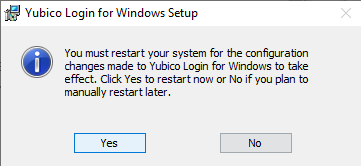 Yubico Login for Windows Setup
You must restart your system for the configuration
changes made to Yubico Login for Windows to take
effect. Click Yes to restart now or No if you plan to
manually restart later.
Yes
No